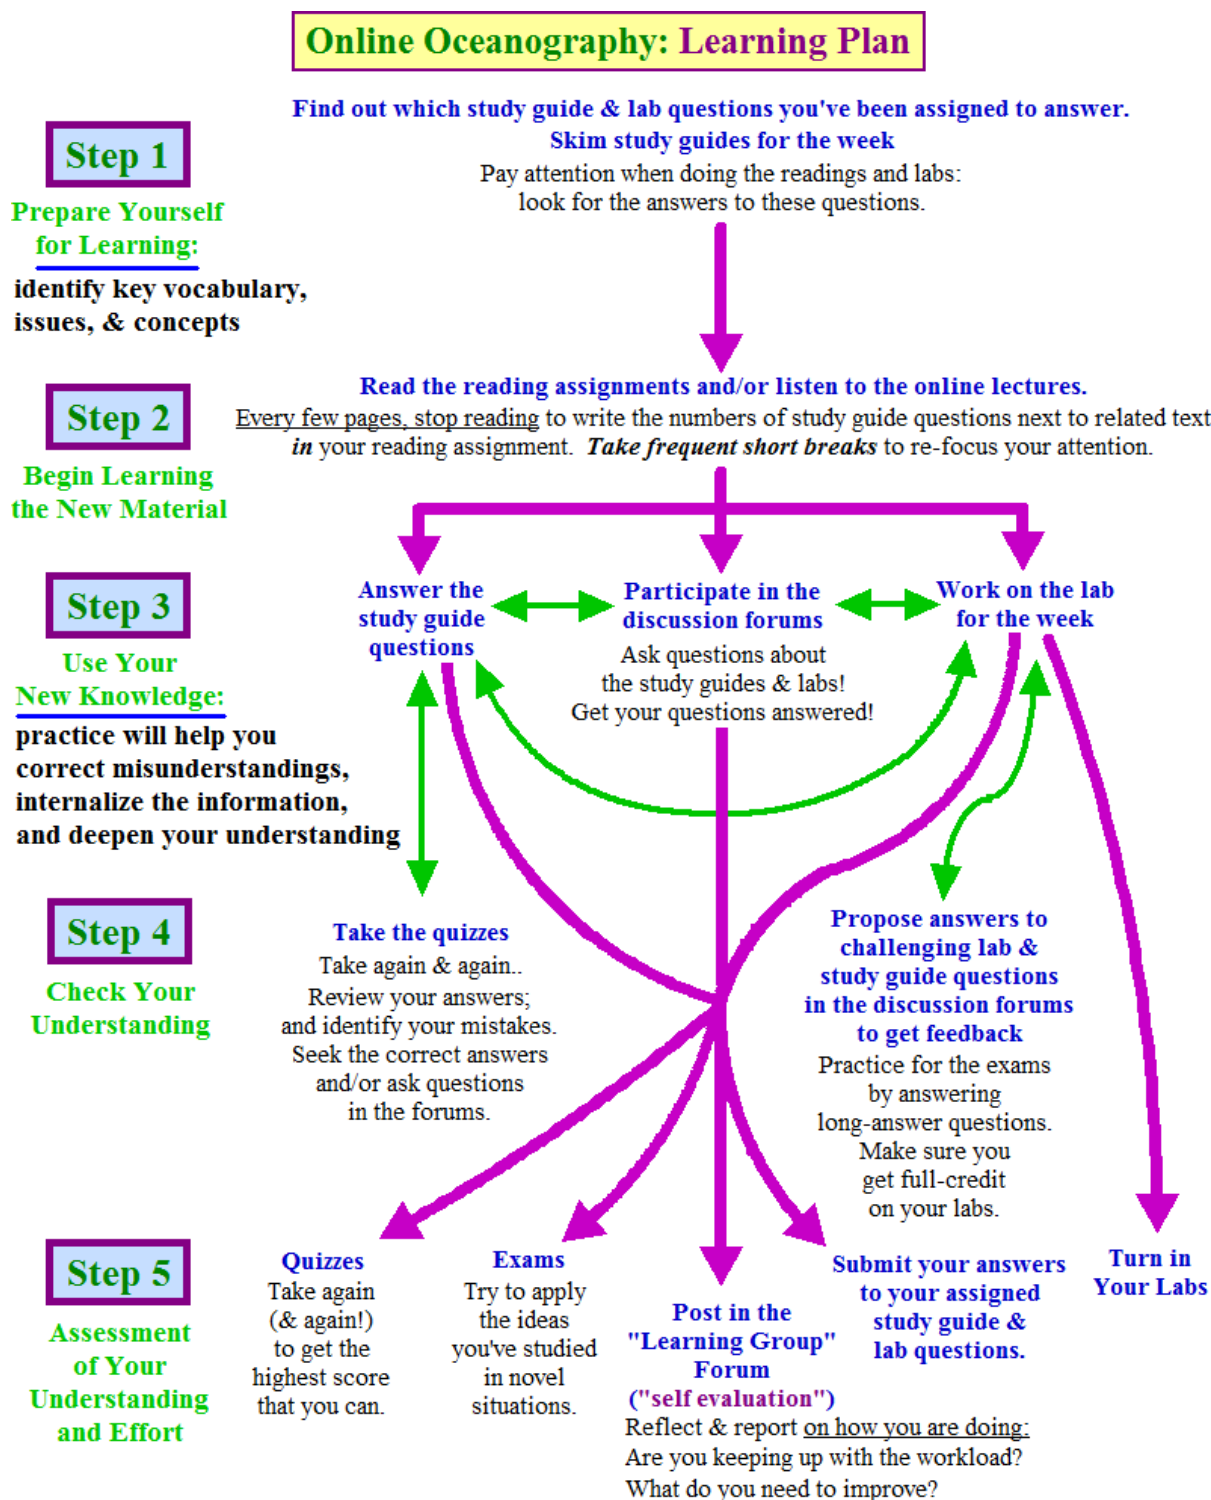 Online Oceanography: Learning Plan
Find out which study guide & lab questions you've been assigned to answer.
Skim study guides for the week
Pay attention when doing the readings and labs:
look for the answers to these questions.
Step 1
Prepare Yourself
for Learning:
identify key vocabulary,
issues, & concepts
Step 2
Begin Learning
the New Material
Read the reading assignments and/or listen to the online lectures.
Every few pages, stop reading to write the numbers of study guide questions next to related text
in your reading assignment. Take frequent short breaks to re-focus your attention.
Step 3
Use Your
New Knowledge:
practice will help you
correct misunderstandings,
internalize the information,
and deepen your understanding
Answer the
study guide
questions
Participate in the
discussion forums
Ask questions about
the study guides & labs!
Get your questions answered!
Work on the lab
for the week
Step 4
Check Your
Understanding
Take the quizzes
Take again & again..
Review your answers;
and identify your mistakes.
Seek the correct answers
and/or ask questions
in the forums.
Propose answers to
challenging lab &
study guide questions
in the discussion forums
to get feedback
Practice for the exams
by answering
long-answer questions.
Make sure you
get full-credit
on your labs.
Step 5
Assessment
of Your
Understanding
and Effort
Quizzes
Take again
(& again!)
to get the
highest score
that you can.
Exams
Try to apply
the ideas
you've studied
in novel
situations.
Post in the
"Learning Group"
Forum
("self evaluation")
Reflect & report on how you are doing:
Are you keeping up with the workload?
What do you need to improve?
Submit your answers
to your assigned
study guide &
lab questions.
Turn in
Your Labs